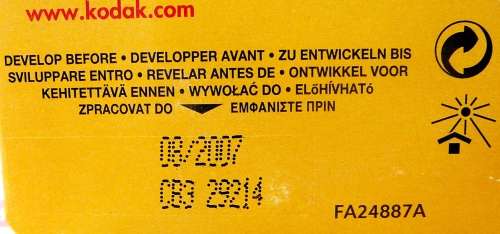 www.kodak.com
DEVELOP BEFORE • DEVELOPPER AVANT • ZU ENTWICKELN BIS
SVILUPPARE ENTRO • REVELAR ANTES DE • ONTWIKKEL VOOR
KEHITETTÄVÄ ENNEN • WYWOŁAĆ DO • ELőHÍVHATó
ZPRACOVAT DO ΕΜΦΑΝΙΣΤΕ ΠΡΙΝ
08/2007
CB3 29214
FA24887A